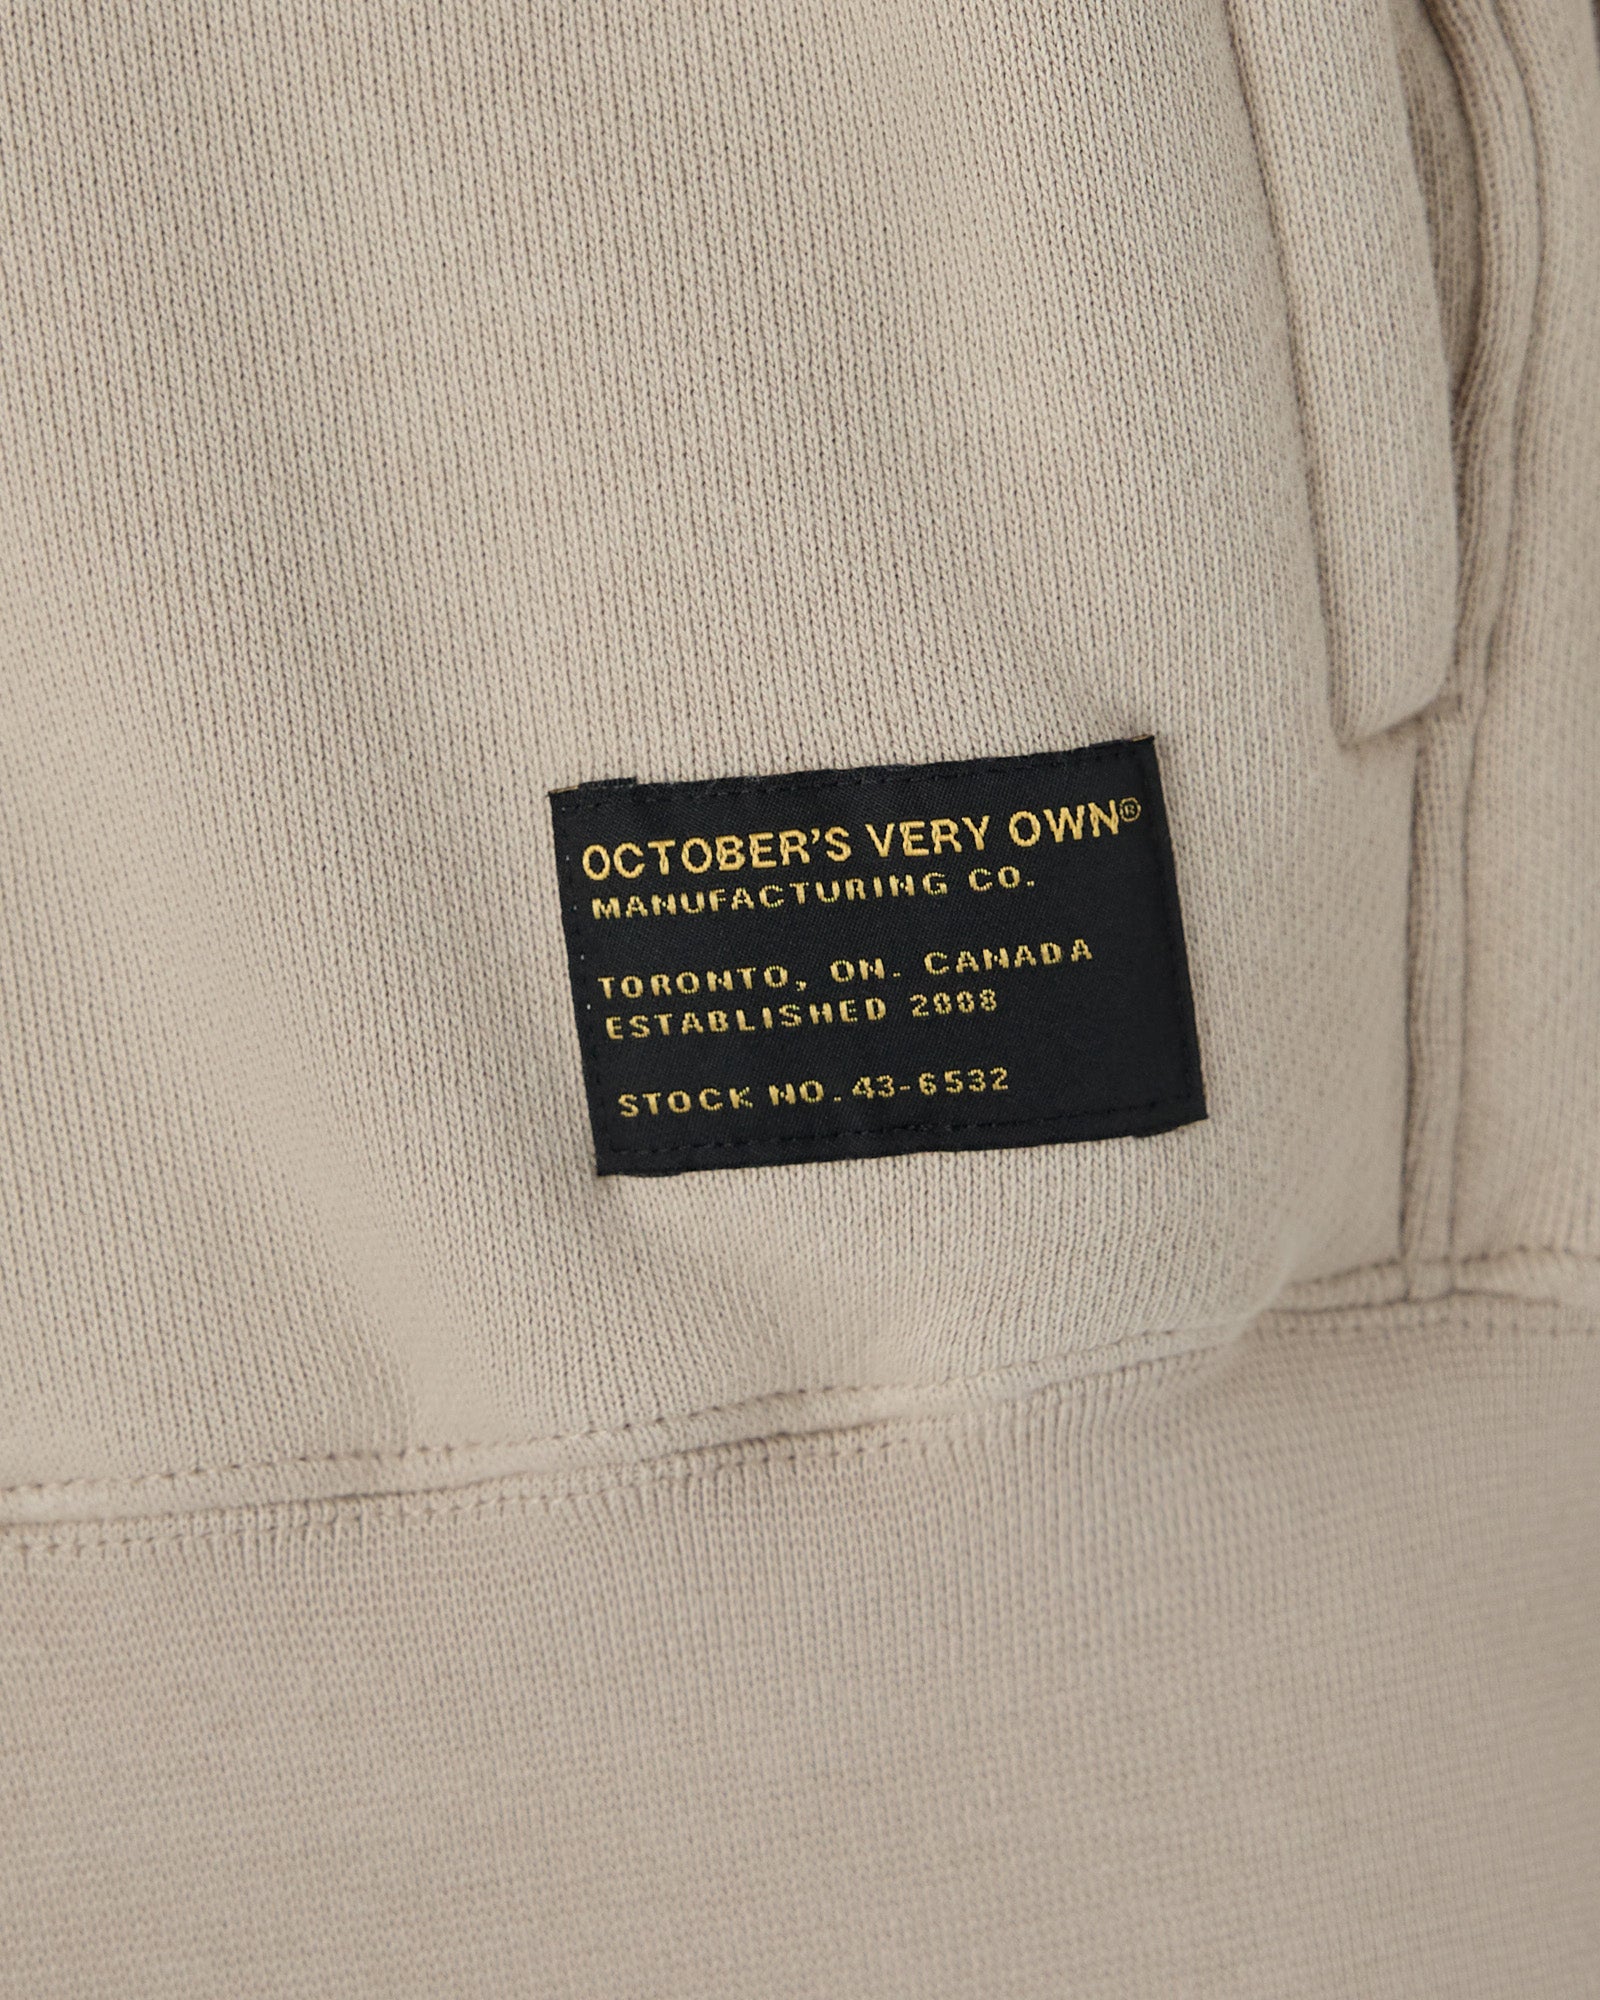 OCTOBER'S VERY OWN®
MANUFACTURING CO.
TORONTO, ON. CANADA
ESTABLISHED 2008
STOCK NO. 43-6532